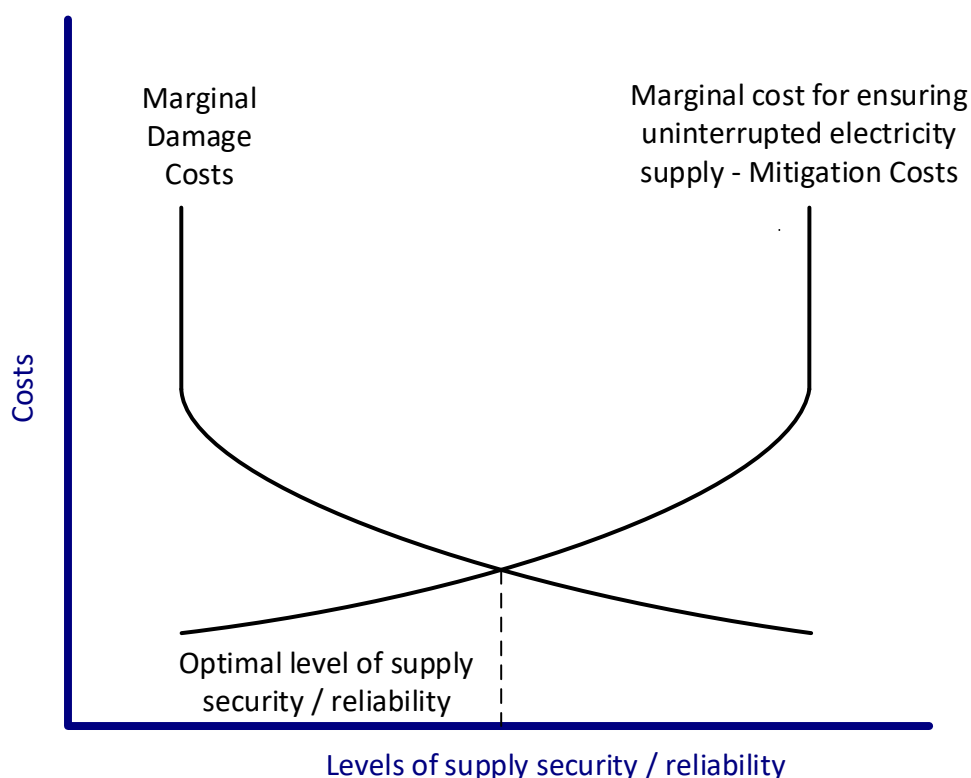 Marginal
Damage
Costs
Marginal cost for ensuring
uninterrupted electricity
supply - Mitigation Costs
Costs
Optimal level of supply
security / reliability
Levels of supply security / reliability